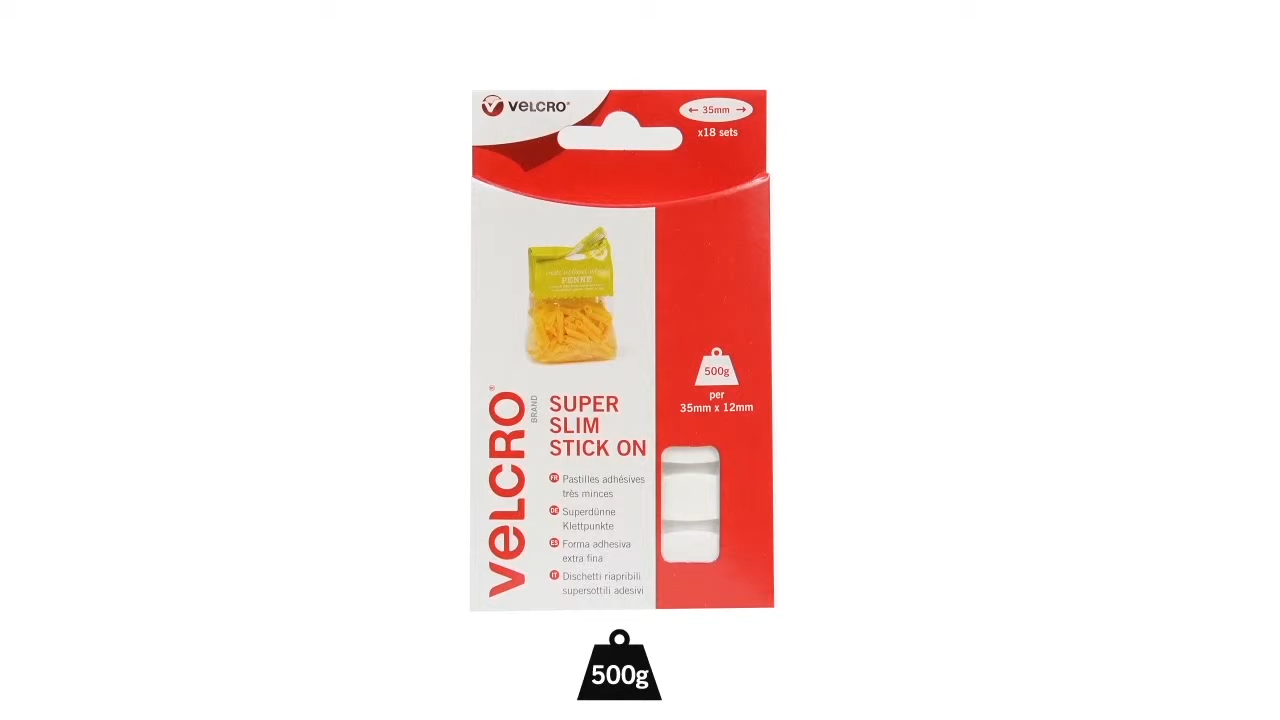 VELCRO®
← 35mm →
x18 sets
PENNE
500g
per
35mm x 12mm
VELCRO®
BRAND
SUPER
SLIM
STICK ON
FR Pastilles adhésives
très minces
DE Superdünne
Klettpunkte
ES Forma adhesiva
extra fina
IT Dischetti riapribili
supersottili adesivi
500g